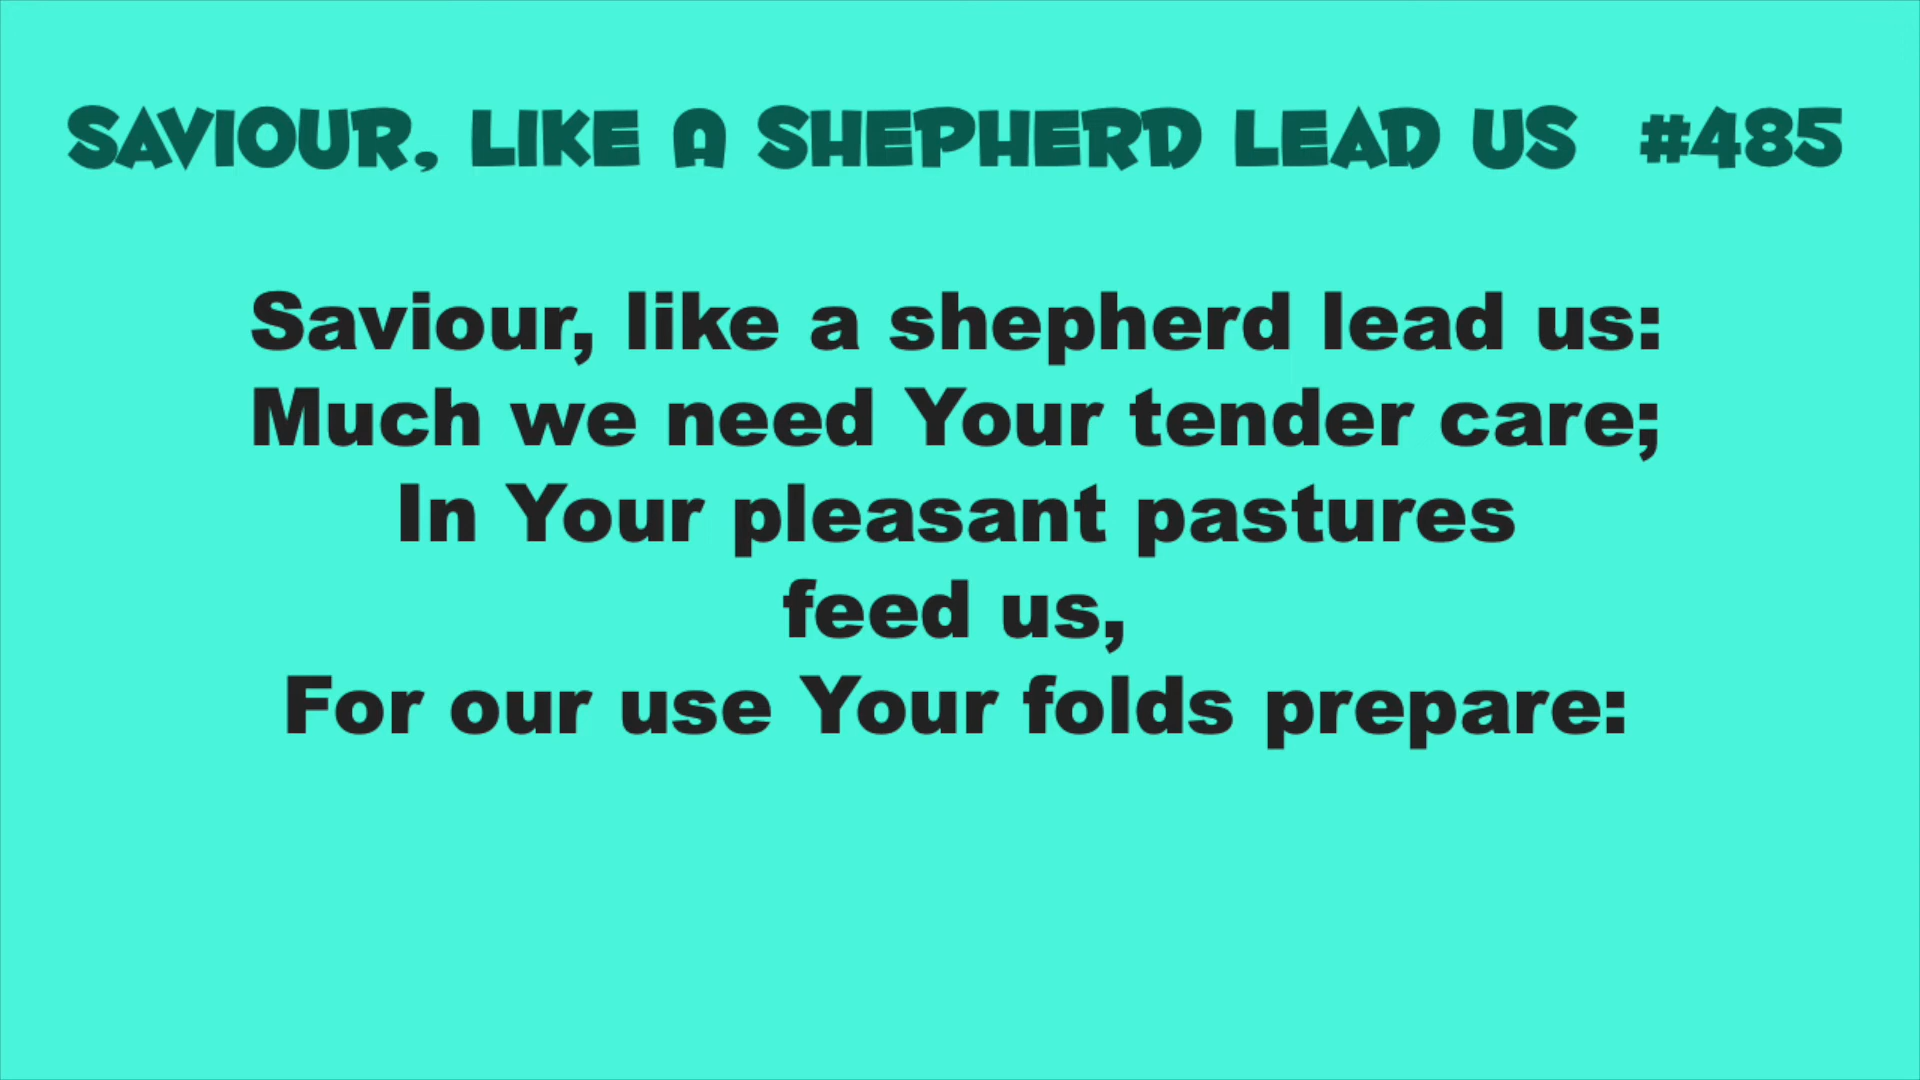 SAVIOUR, LIKE A SHEPHERD LEAD US #485
Saviour, like a shepherd lead us:
Much we need Your tender care;
In Your pleasant pastures
feed us,
For our use Your folds prepare: